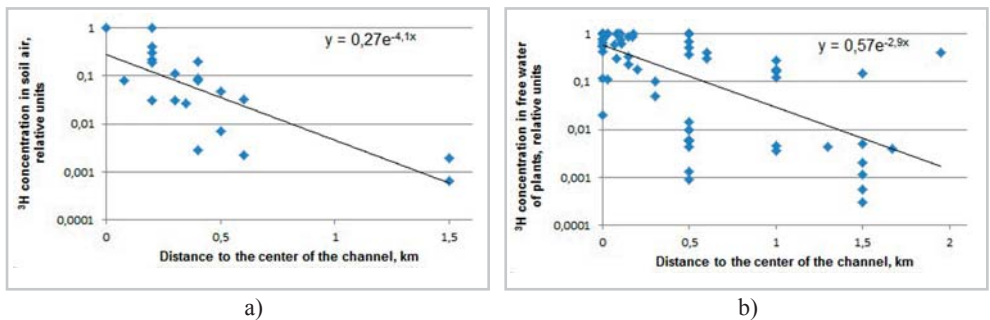 y = 0,27e-4,1x
1
0,1
0,01
0,001
0,0001
0
0,5
1
1,5
³H concentration in soil air,
relative units
Distance to the center of the channel, km
a)
y = 0,57e-2,9x
1
0,1
0,01
0,001
0,0001
0
0,5
1
1,5
2
³H concentration in free water
of plants, relative units
Distance to the center of the channel, km
b)